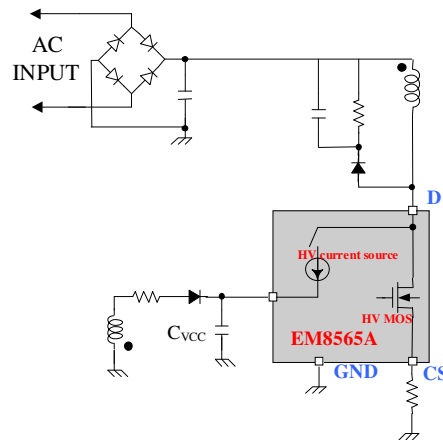 AC
INPUT
D
HV current source
HV MOS
CVCC
EM8565A
GND
CS